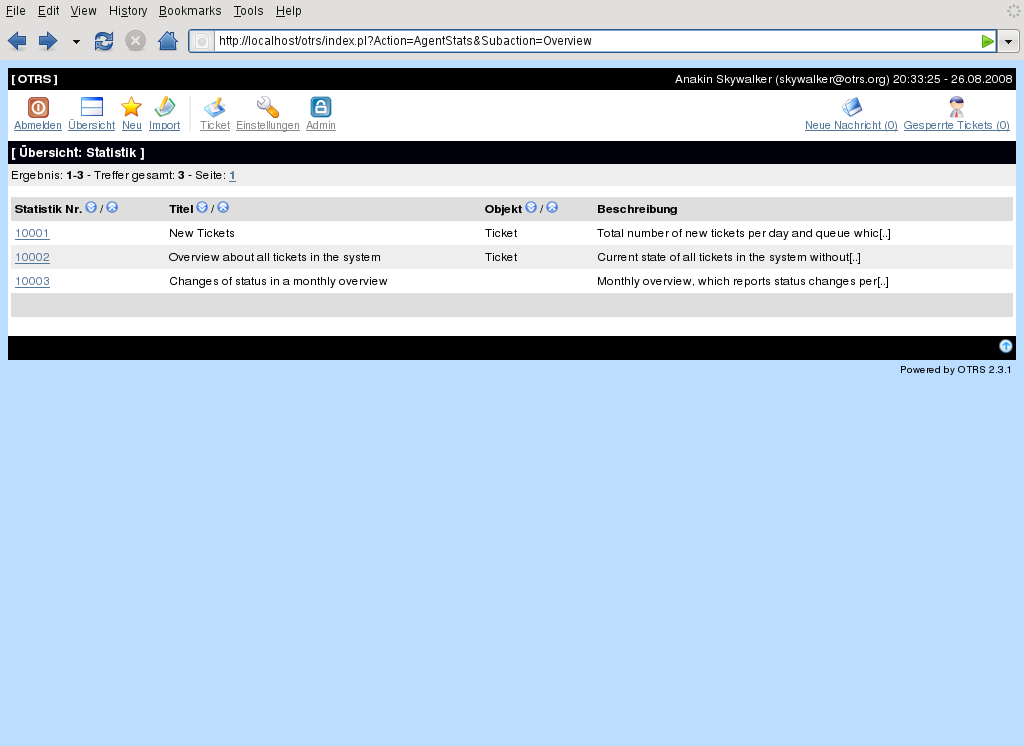 File Edit View History Bookmarks Tools Help
http://localhost/otrs/index.pl?Action=AgentStats&Subaction=Overview
[ OTRS ] Anakin Skywalker (skywalker@otrs.org) 20:33:25 - 26.08.2008
Abmelden Übersicht Neu Import Ticket Einstellungen Admin Neue Nachricht (0) Gesperrte Tickets (0)
[ Übersicht: Statistik ]
Ergebnis: 1-3 - Treffer gesamt: 3 - Seite: 1
Statistik Nr. / Titel / Objekt / Beschreibung
10001 New Tickets Ticket Total number of new tickets per day and queue whic[..]
10002 Overview about all tickets in the system Ticket Current state of all tickets in the system without[..]
10003 Changes of status in a monthly overview Monthly overview, which reports status changes per[..]
Powered by OTRS 2.3.1